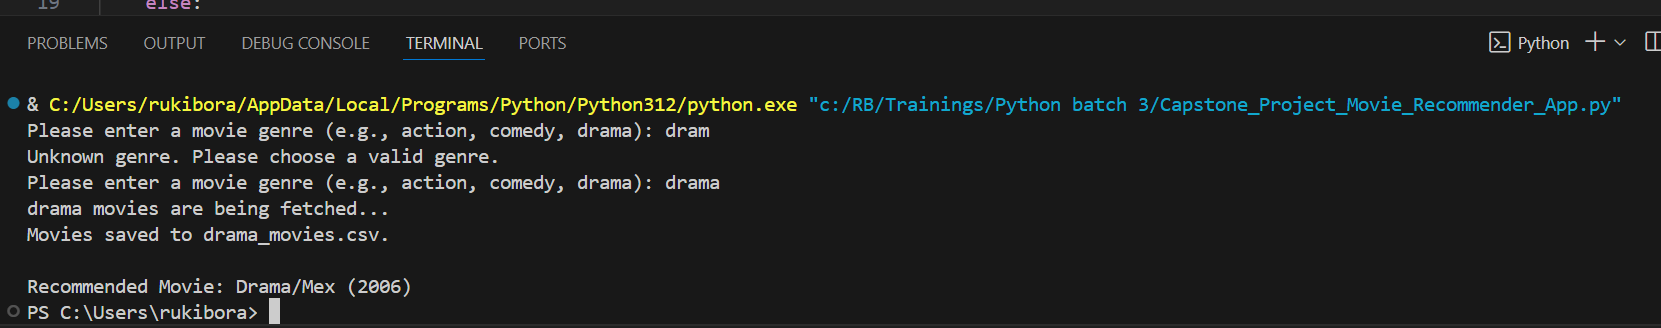 19 else:
PROBLEMS OUTPUT DEBUG CONSOLE TERMINAL PORTS Python
& C:/Users/rukibora/AppData/Local/Programs/Python/Python312/python.exe "c:/RB/Trainings/Python batch 3/Capstone_Project_Movie_Recommender_App.py"
Please enter a movie genre (e.g., action, comedy, drama): dram
Unknown genre. Please choose a valid genre.
Please enter a movie genre (e.g., action, comedy, drama): drama
drama movies are being fetched...
Movies saved to drama_movies.csv.
Recommended Movie: Drama/Mex (2006)
PS C:\Users\rukibora>